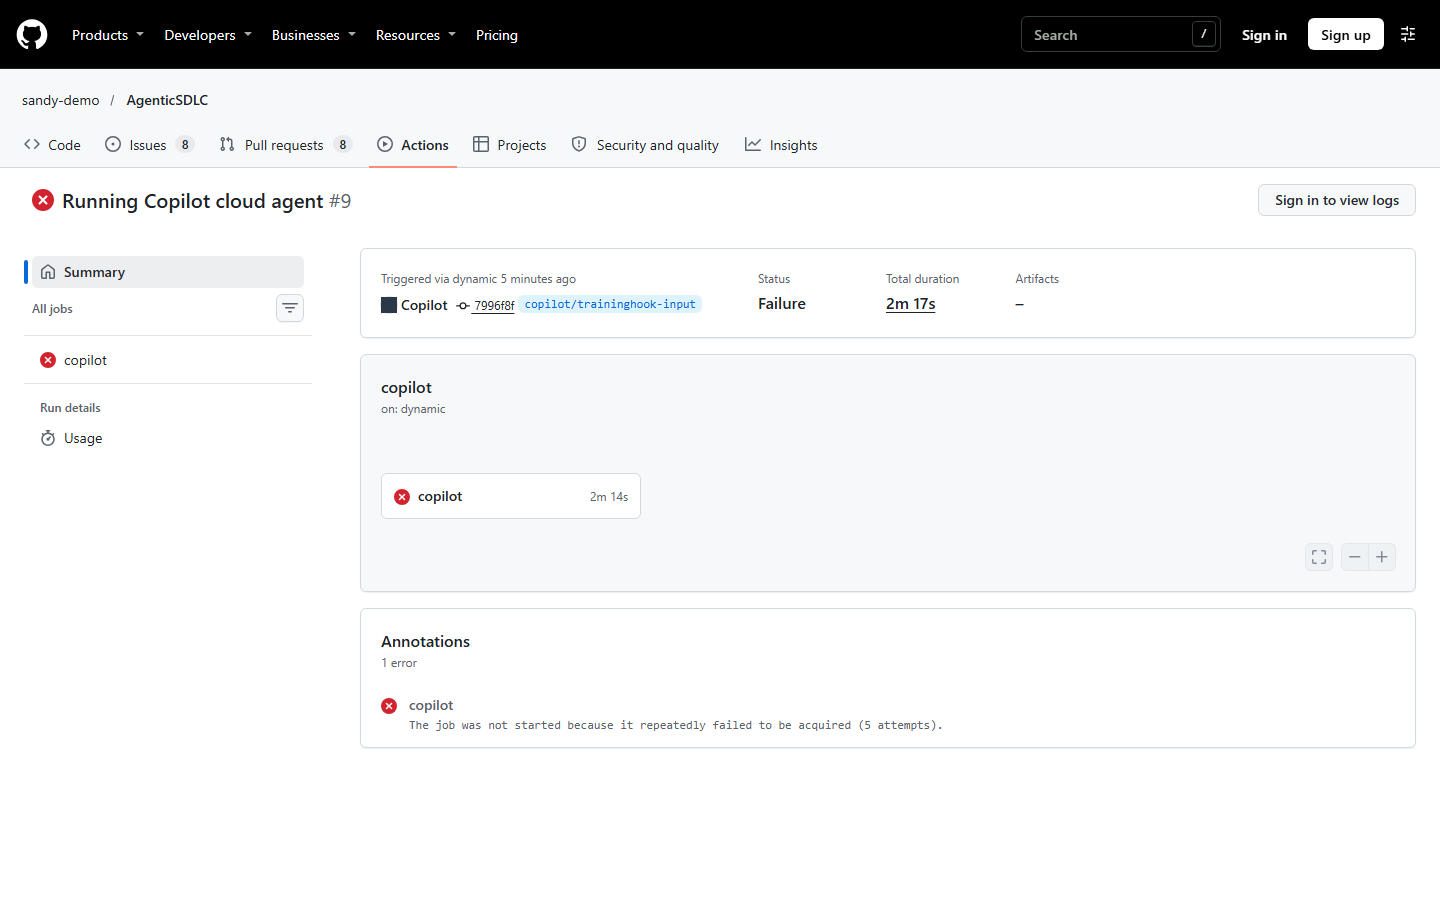 Products Developers Businesses Resources Pricing Search / Sign in Sign up
sandy-demo / AgenticSDLC
Code Issues 8 Pull requests 8 Actions Projects Security and quality Insights
Running Copilot cloud agent #9
Sign in to view logs
Summary
All jobs
copilot
Run details
Usage
Triggered via dynamic 5 minutes ago
Copilot 7996f8f copilot/traininghook-input
Status
Failure
Total duration
2m 17s
Artifacts
–
copilot
on: dynamic
copilot 2m 14s
Annotations
1 error
copilot
The job was not started because it repeatedly failed to be acquired (5 attempts).